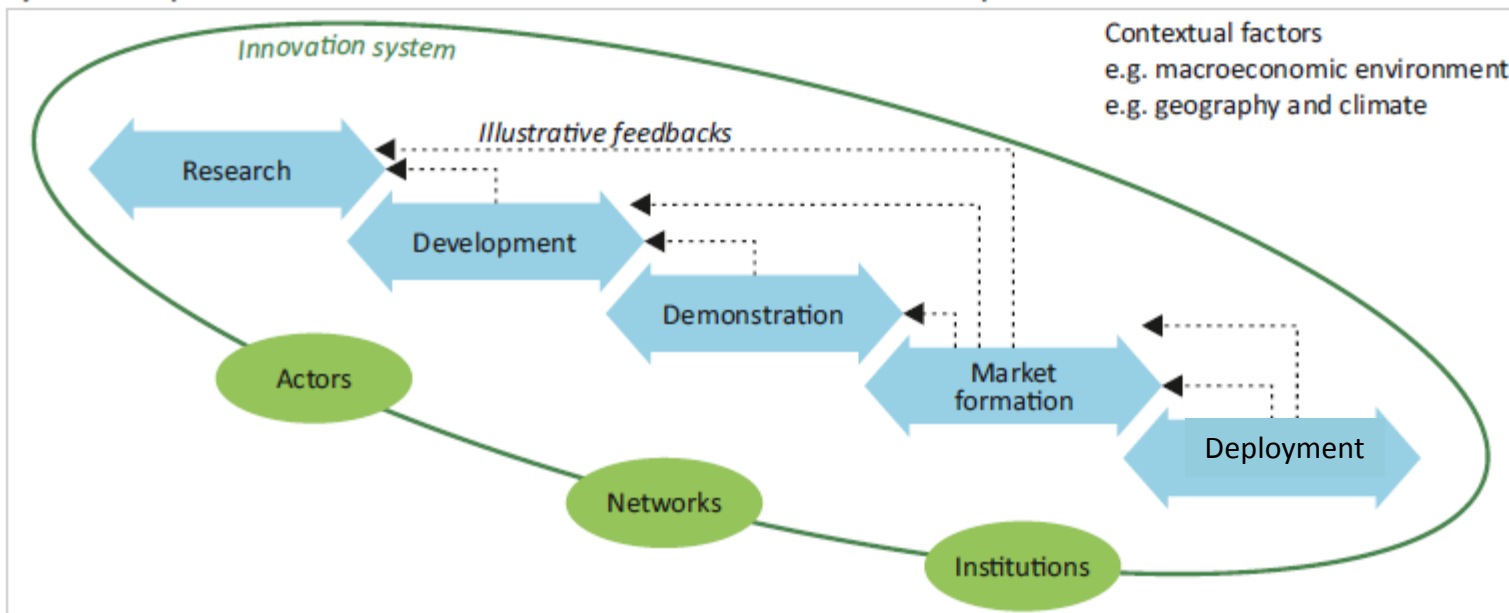 Innovation system
Contextual factors
e.g. macroeconomic environment
e.g. geography and climate
Illustrative feedbacks
Research
Development
Demonstration
Market
formation
Deployment
Actors
Networks
Institutions